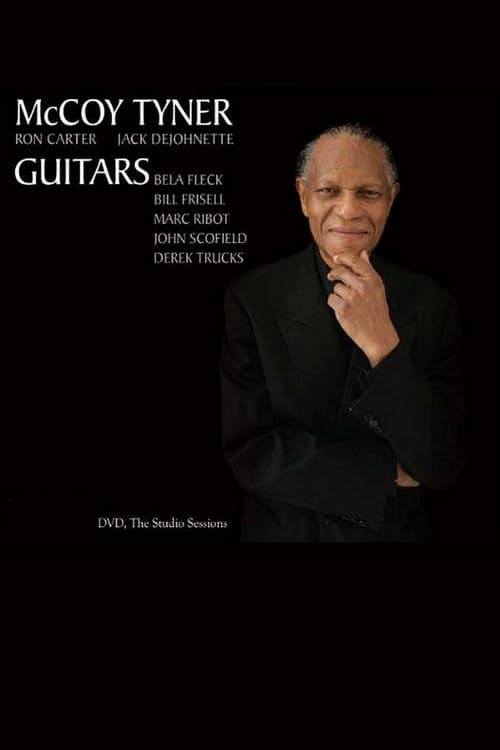 McCOY TYNER
RON CARTER JACK DEJOHNETTE
GUITARS
BELA FLECK
BILL FRISELL
MARC RIBOT
JOHN SCOFIELD
DEREK TRUCKS
DVD, The Studio Sessions